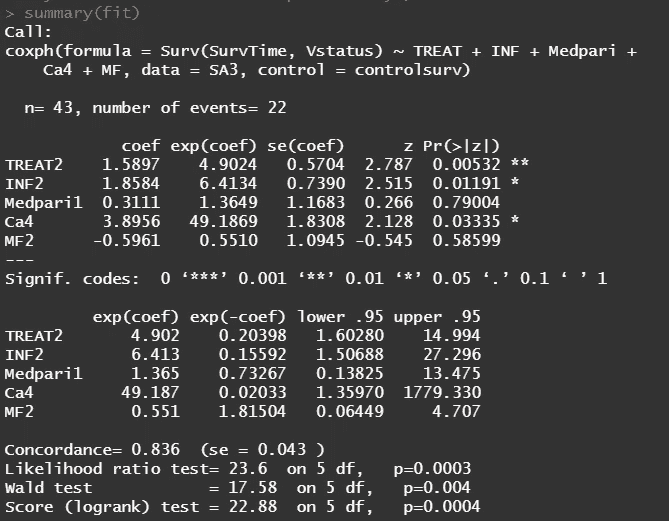 > summary(fit)
Call:
coxph(formula = Surv(SurvTime, Vstatus) ~ TREAT + INF + Medpari +
    Ca4 + MF, data = SA3, control = controlsurv)

  n= 43, number of events= 22

            coef exp(coef) se(coef)      z Pr(>|z|)
TREAT2    1.5897    4.9024   0.5704  2.787  0.00532 **
INF2      1.8584    6.4134   0.7390  2.515  0.01191 *
Medpari1  0.3111    1.3649   1.1683  0.266  0.79004
Ca4       3.8956   49.1869   1.8308  2.128  0.03335 *
MF2      -0.5961    0.5510   1.0945 -0.545  0.58599
---
Signif. codes:  0 ‘***’ 0.001 ‘**’ 0.01 ‘*’ 0.05 ‘.’ 0.1 ‘ ’ 1

         exp(coef) exp(-coef) lower .95 upper .95
TREAT2       4.902    0.20398   1.60280    14.994
INF2         6.413    0.15592   1.50688    27.296
Medpari1     1.365    0.73267   0.13825    13.475
Ca4         49.187    0.02033   1.35970  1779.330
MF2          0.551    1.81504   0.06449     4.707

Concordance= 0.836  (se = 0.043 )
Likelihood ratio test= 23.6  on 5 df,   p=0.0003
Wald test            = 17.58  on 5 df,   p=0.004
Score (logrank) test = 22.88  on 5 df,   p=0.0004